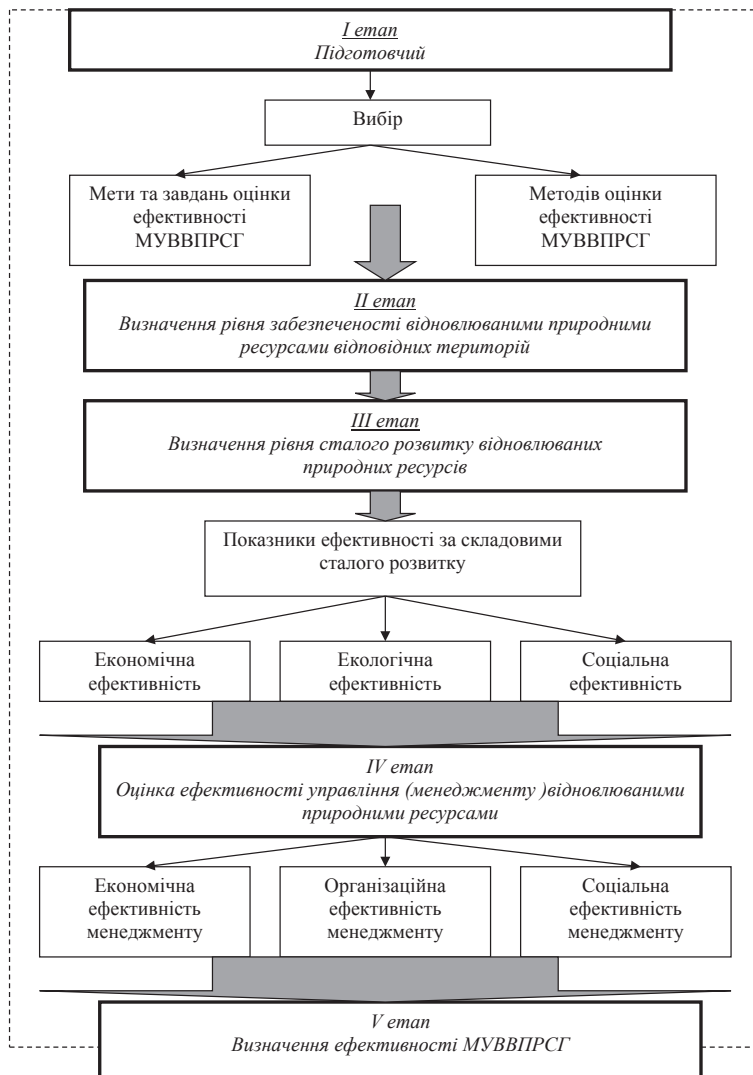 І етап
Підготовчий
Вибір
Мети та завдань оцінки
ефективності
МУВВПРСГ
Методів оцінки
ефективності
МУВВПРСГ
ІІ етап
Визначення рівня забезпеченості відновлюваними природними
ресурсами відповідних територій
ІІІ етап
Визначення рівня сталого розвитку відновлюваних
природних ресурсів
Показники ефективності за складовими
сталого розвитку
Економічна
ефективність
Екологічна
ефективність
Соціальна
ефективність
IV етап
Оцінка ефективності управління (менеджменту )відновлюваними
природними ресурсами
Економічна
ефективність
менеджменту
Організаційна
ефективність
менеджменту
Соціальна
ефективність
менеджменту
V етап
Визначення ефективності МУВВПРСГ